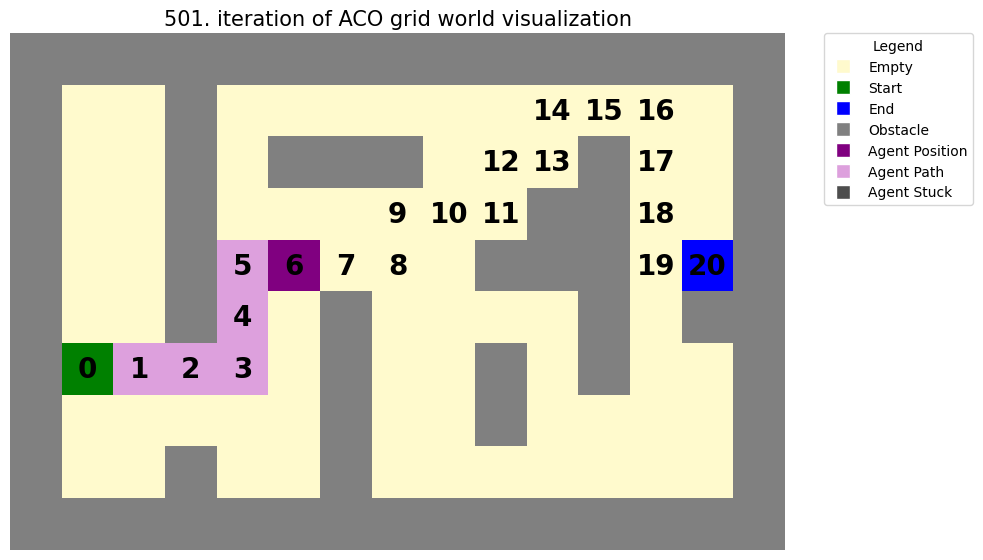 501. iteration of ACO grid world visualization
Legend
Empty
Start
End
Obstacle
Agent Position
Agent Path
Agent Stuck
14 15 16
12 13 17
9 10 11 18
5 6 7 8 19 20
4
0 1 2 3